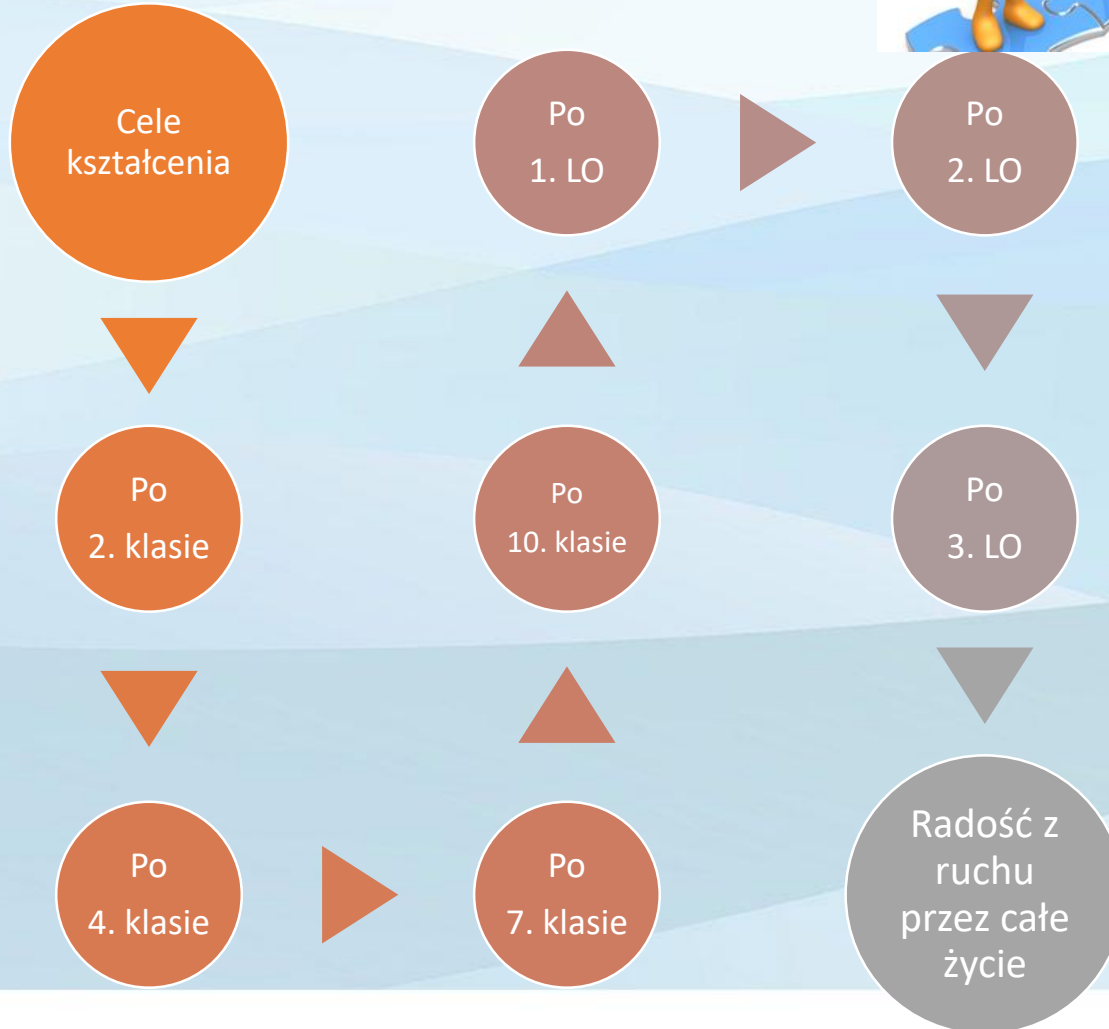 Cele
kształcenia
Po
2. klasie
Po
4. klasie
Po
7. klasie
Po
10. klasie
Po
1. LO
Po
2. LO
Po
3. LO
Radość z
ruchu
przez całe
życie